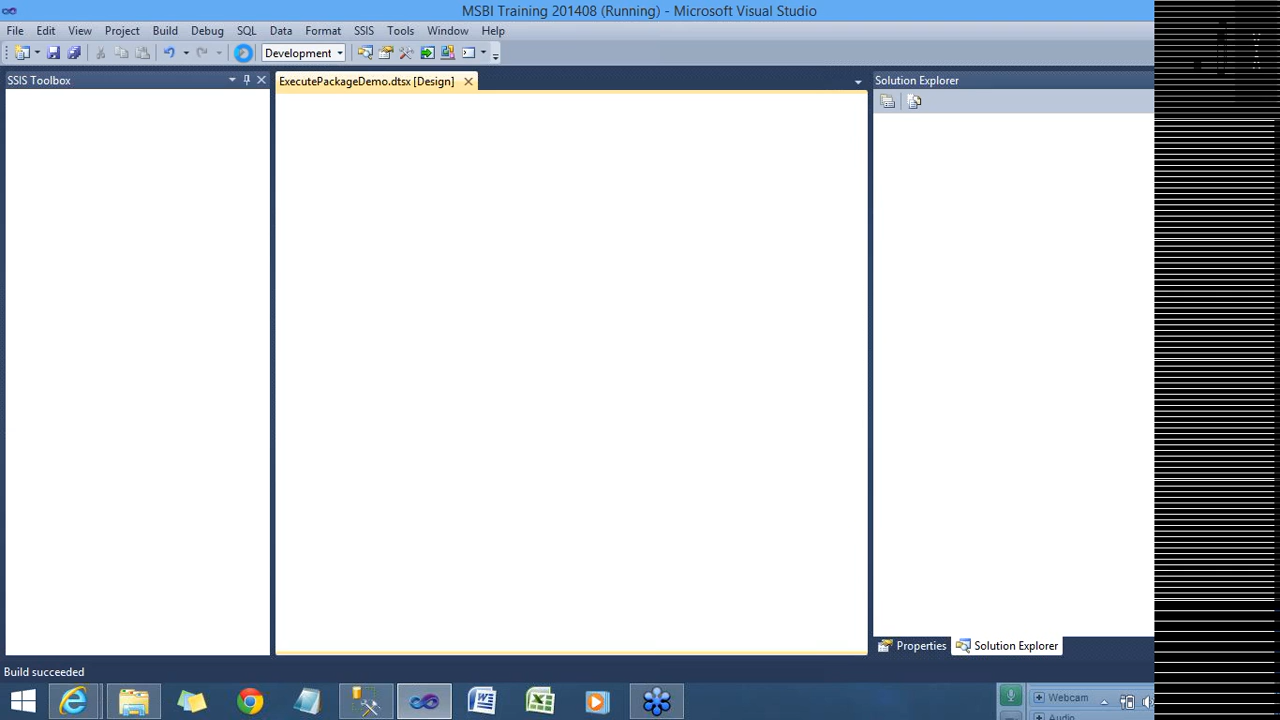 MSBI Training 201408 (Running) - Microsoft Visual Studio
File Edit View Project Build Debug SQL Data Format SSIS Tools Window Help
Development
SSIS Toolbox
ExecutePackageDemo.dtsx [Design]
Solution Explorer
Properties
Solution Explorer
Build succeeded
Webcam
Audio